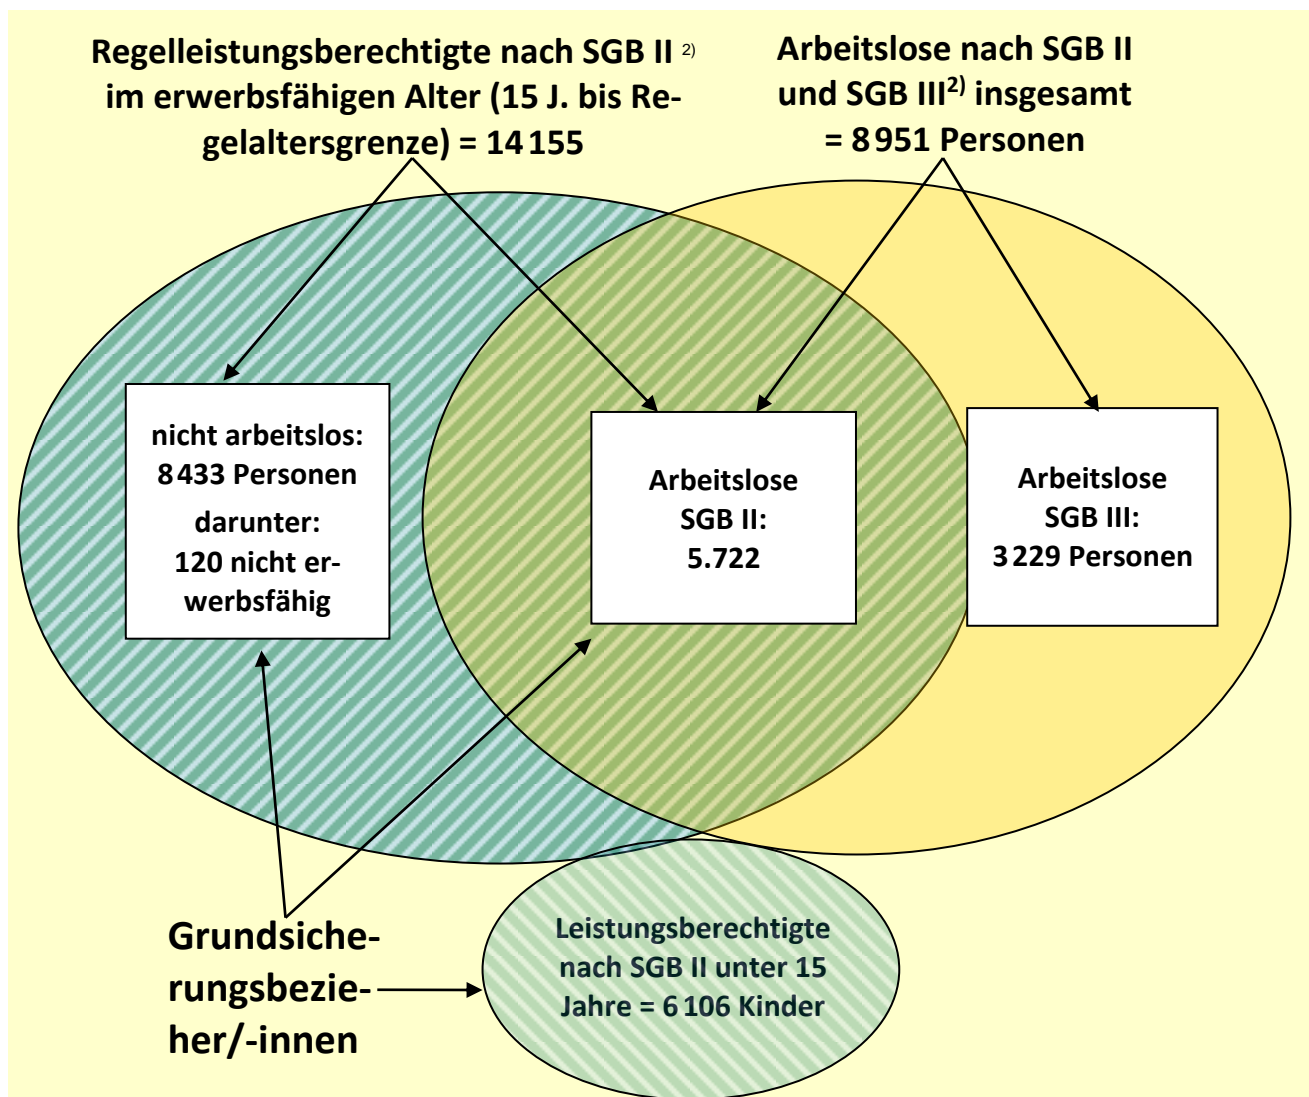 Regelleistungsberechtigte nach SGB II 2)
im erwerbsfähigen Alter (15 J. bis Re-
gelaltersgrenze) = 14 155
Arbeitslose nach SGB II
und SGB III2) insgesamt
= 8 951 Personen
nicht arbeitslos:
8 433 Personen
darunter:
120 nicht er-
werbsfähig
Arbeitslose
SGB II:
5.722
Arbeitslose
SGB III:
3 229 Personen
Grundsiche-
rungsbezie-
her/-innen
Leistungsberechtigte
nach SGB II unter 15
Jahre = 6 106 Kinder